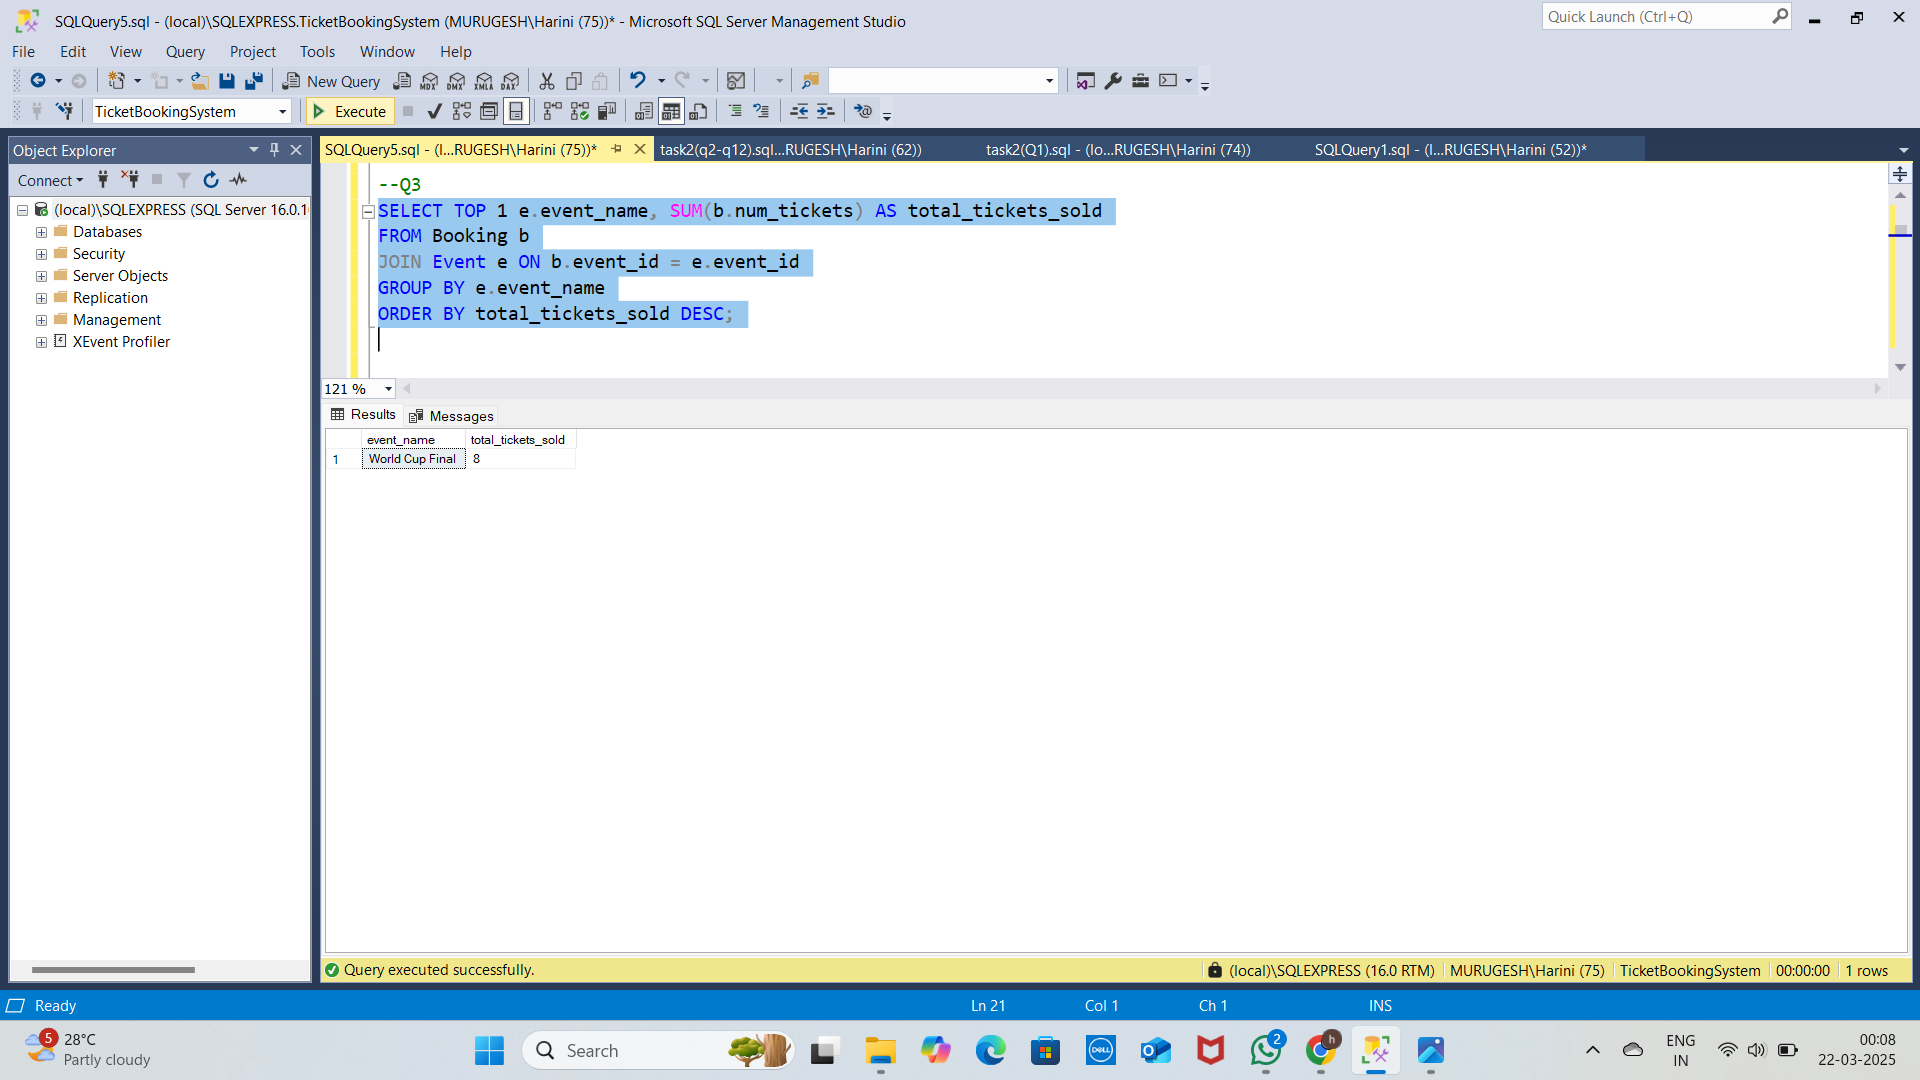 SQLQuery5.sql - (local)\SQLEXPRESS.TicketBookingSystem (MURUGESH\Harini (75))* - Microsoft SQL Server Management Studio
Quick Launch (Ctrl+Q)
File Edit View Query Project Tools Window Help
New Query MDX DMX XMLA DAX
TicketBookingSystem Execute
Object Explorer
SQLQuery5.sql - (l...RUGESH\Harini (75))* task2(q2-q12).sql...RUGESH\Harini (62)) task2(Q1).sql - (lo...RUGESH\Harini (74)) SQLQuery1.sql - (l...RUGESH\Harini (52))*
Connect
(local)\SQLEXPRESS (SQL Server 16.0.1
Databases
Security
Server Objects
Replication
Management
XEvent Profiler
--Q3
SELECT TOP 1 e.event_name, SUM(b.num_tickets) AS total_tickets_sold
FROM Booking b
JOIN Event e ON b.event_id = e.event_id
GROUP BY e.event_name
ORDER BY total_tickets_sold DESC;
121 %
Results Messages
event_name total_tickets_sold
1 World Cup Final 8
Query executed successfully. (local)\SQLEXPRESS (16.0 RTM) MURUGESH\Harini (75) TicketBookingSystem 00:00:00 1 rows
Ready Ln 21 Col 1 Ch 1 INS
5 28°C
Partly cloudy
Search
DELL
2
h
ENG
IN
00:08
22-03-2025